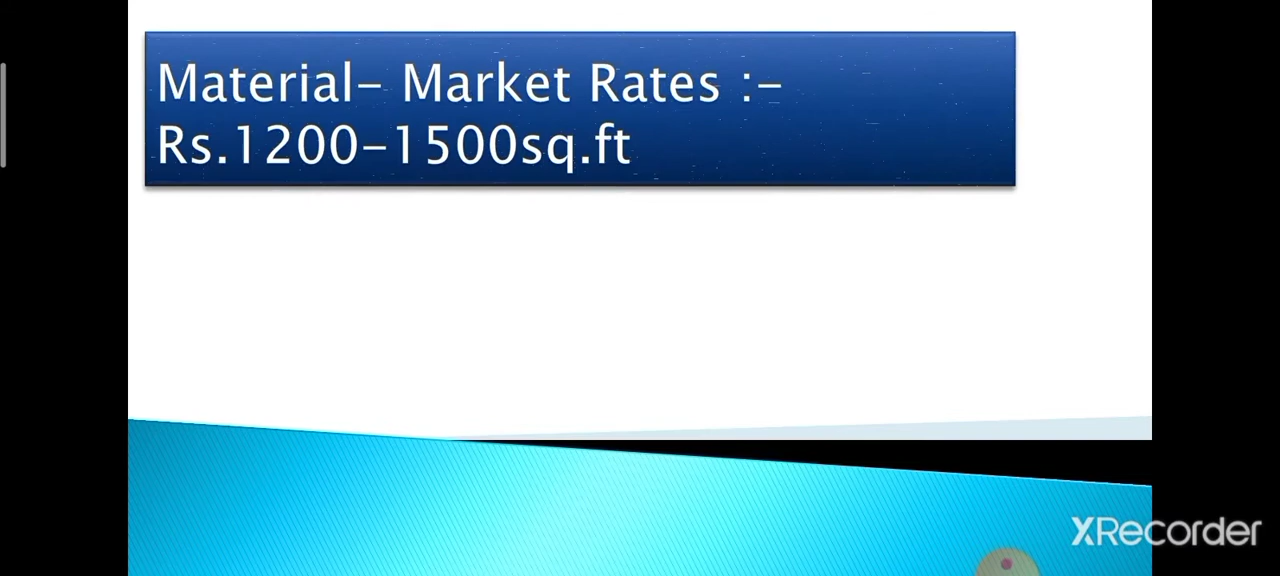 Material- Market Rates :-
Rs.1200-1500sq.ft
XRecorder